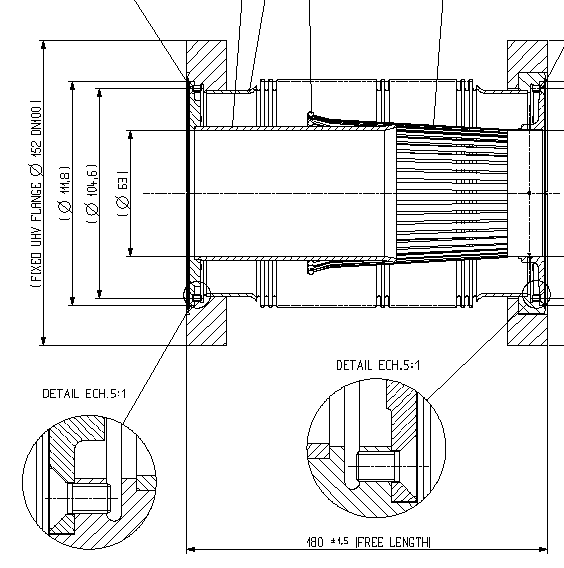 (FIXED UHV FLANGE Ø 152 DN100)
(Ø 111,8)
(Ø 104,6)
(Ø 63)
DETAIL ECH.5:1
DETAIL ECH.5:1
180 ±1,5 (FREE LENGTH)